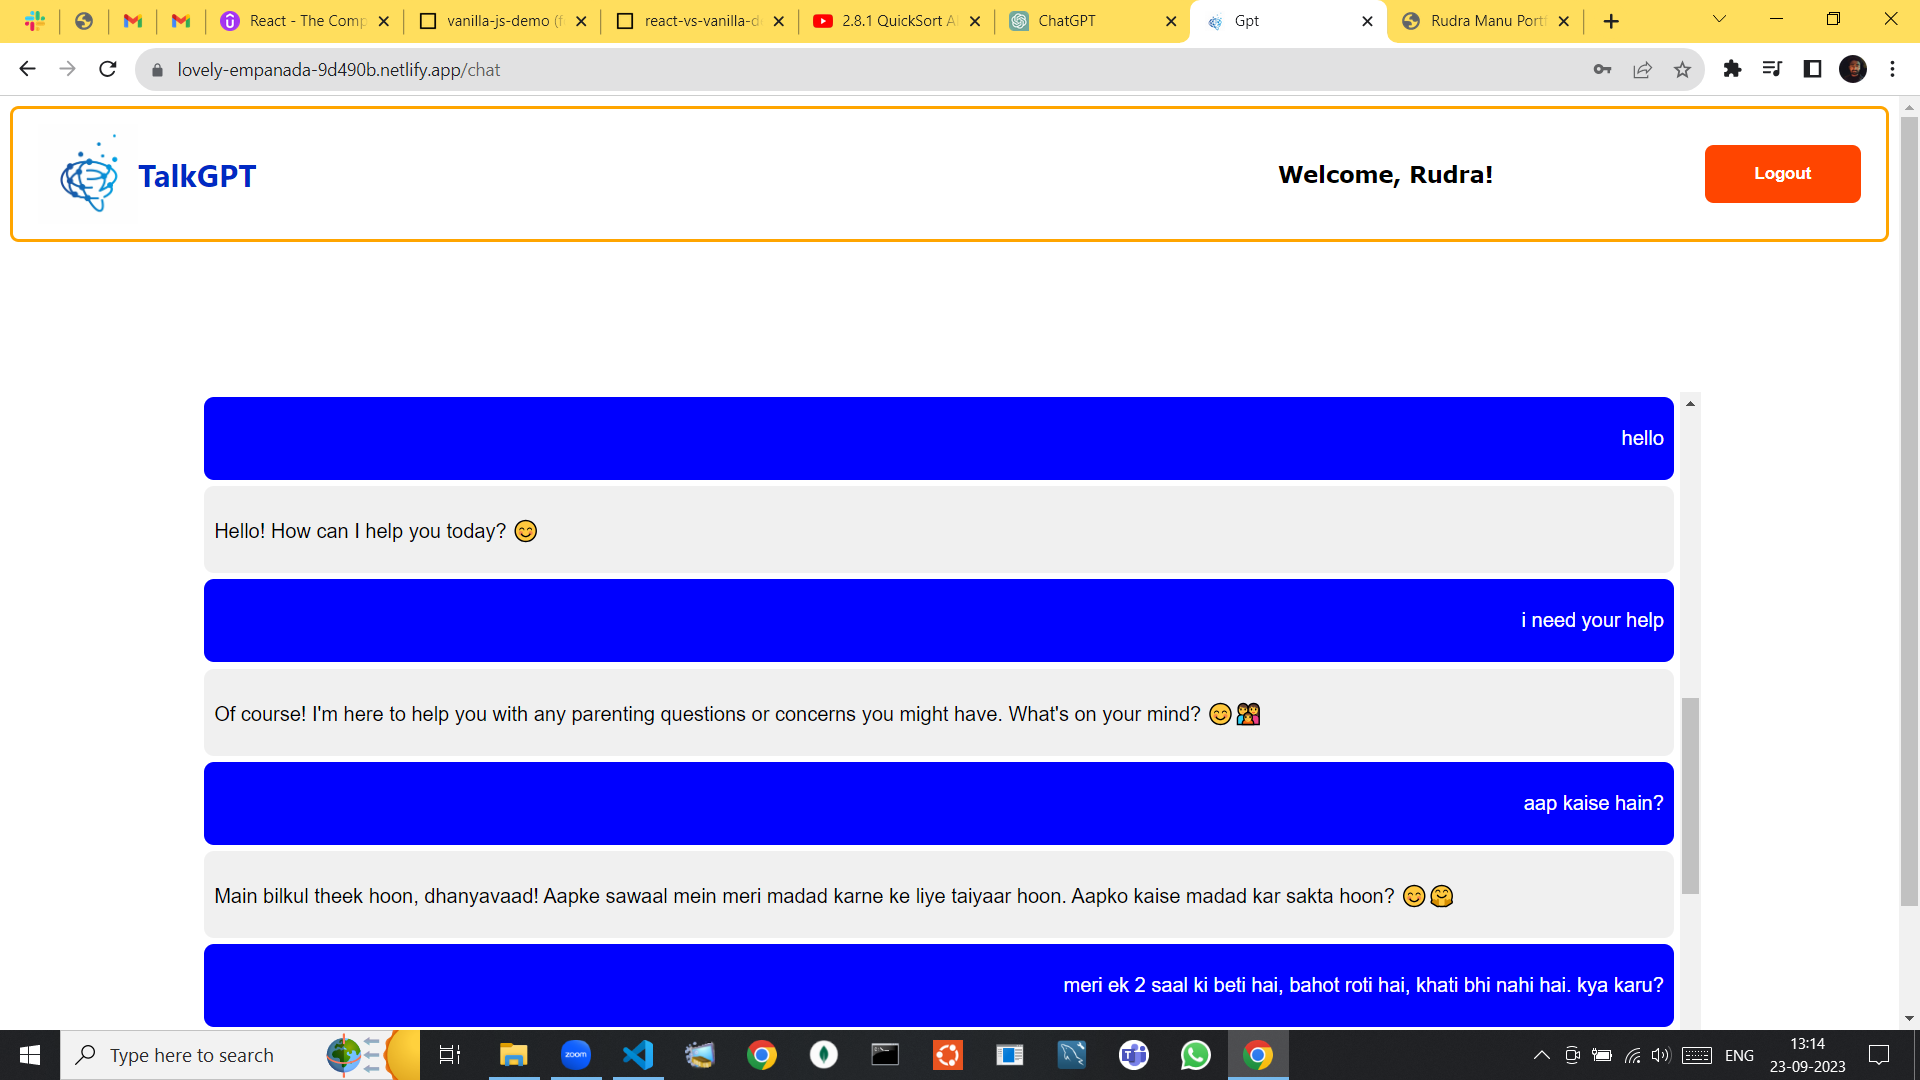 React - The Comp
vanilla-js-demo (f
react-vs-vanilla-d
2.8.1 QuickSort A
ChatGPT
Gpt
Rudra Manu Portf
lovely-empanada-9d490b.netlify.app/chat
TalkGPT
Welcome, Rudra!
Logout
hello
Hello! How can I help you today? 😊
i need your help
Of course! I'm here to help you with any parenting questions or concerns you might have. What's on your mind? 😊👨‍👩‍👧
aap kaise hain?
Main bilkul theek hoon, dhanyavaad! Aapke sawaal mein meri madad karne ke liye taiyaar hoon. Aapko kaise madad kar sakta hoon? 😊🤗
meri ek 2 saal ki beti hai, bahot roti hai, khati bhi nahi hai. kya karu?
Type here to search
zoom
ENG
13:14
23-09-2023